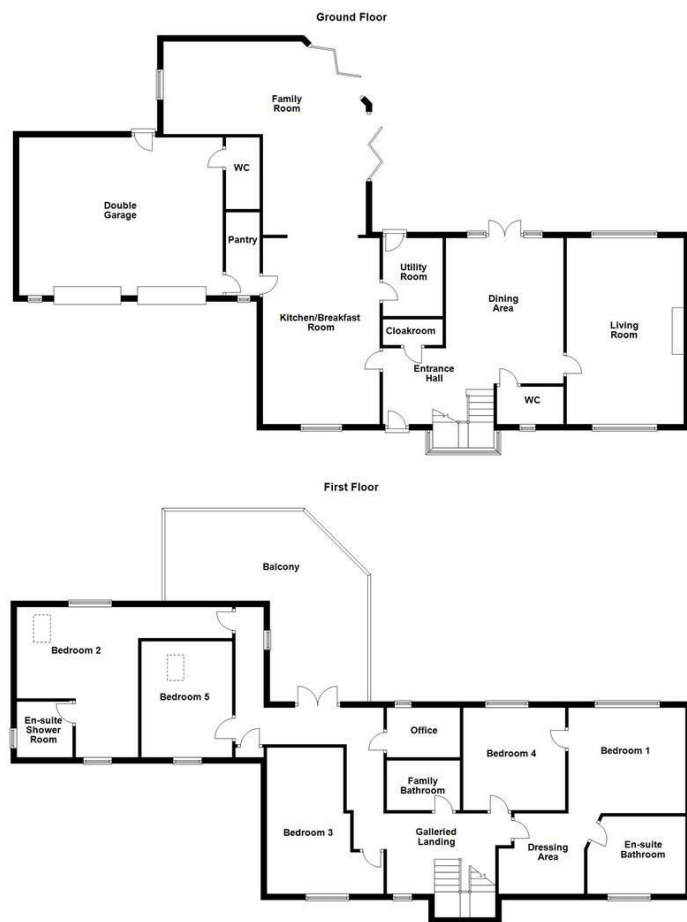 Ground Floor
Family
Room
WC
Double
Garage
Pantry
Utility
Room
Dining
Area
Living
Room
Kitchen/Breakfast
Room
Cloakroom
Entrance
Hall
WC
First Floor
Balcony
Bedroom 2
Bedroom 5
En-suite
Shower
Room
Office
Bedroom 4
Bedroom 1
Family
Bathroom
Bedroom 3
Galleried
Landing
Dressing
Area
En-suite
Bathroom